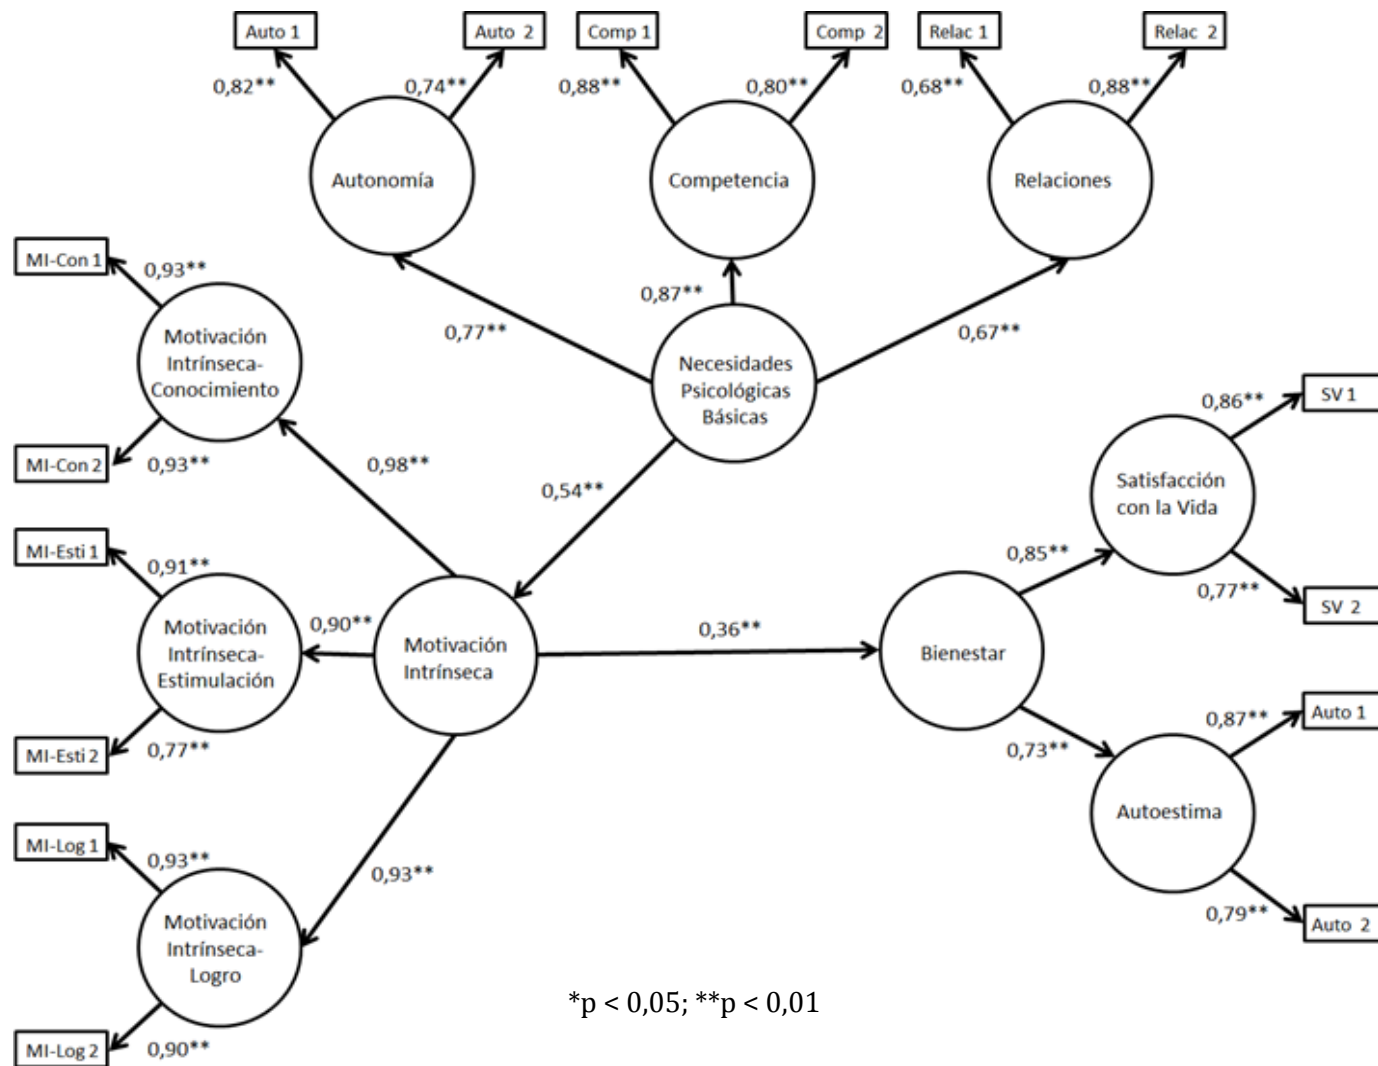 Auto 1
Auto 2
Comp 1
Comp 2
Relac 1
Relac 2
0,82**
0,74**
0,88**
0,80**
0,68**
0,88**
Autonomía
Competencia
Relaciones
MI-Con 1
0,93**
0,87**
0,77**
0,67**
Motivación
Intrínseca-
Conocimiento
Necesidades
Psicológicas
Básicas
MI-Con 2
0,93**
0,98**
0,54**
SV 1
0,86**
Satisfacción
con la Vida
0,85**
0,77**
SV 2
MI-Esti 1
0,91**
0,90**
Motivación
Intrínseca-
Estimulación
Motivación
Intrínseca
0,36**
Bienestar
MI-Esti 2
0,77**
0,73**
0,87**
Auto 1
Autoestima
0,79**
Auto 2
MI-Log 1
0,93**
0,93**
Motivación
Intrínseca-
Logro
MI-Log 2
0,90**
*p < 0,05; **p < 0,01